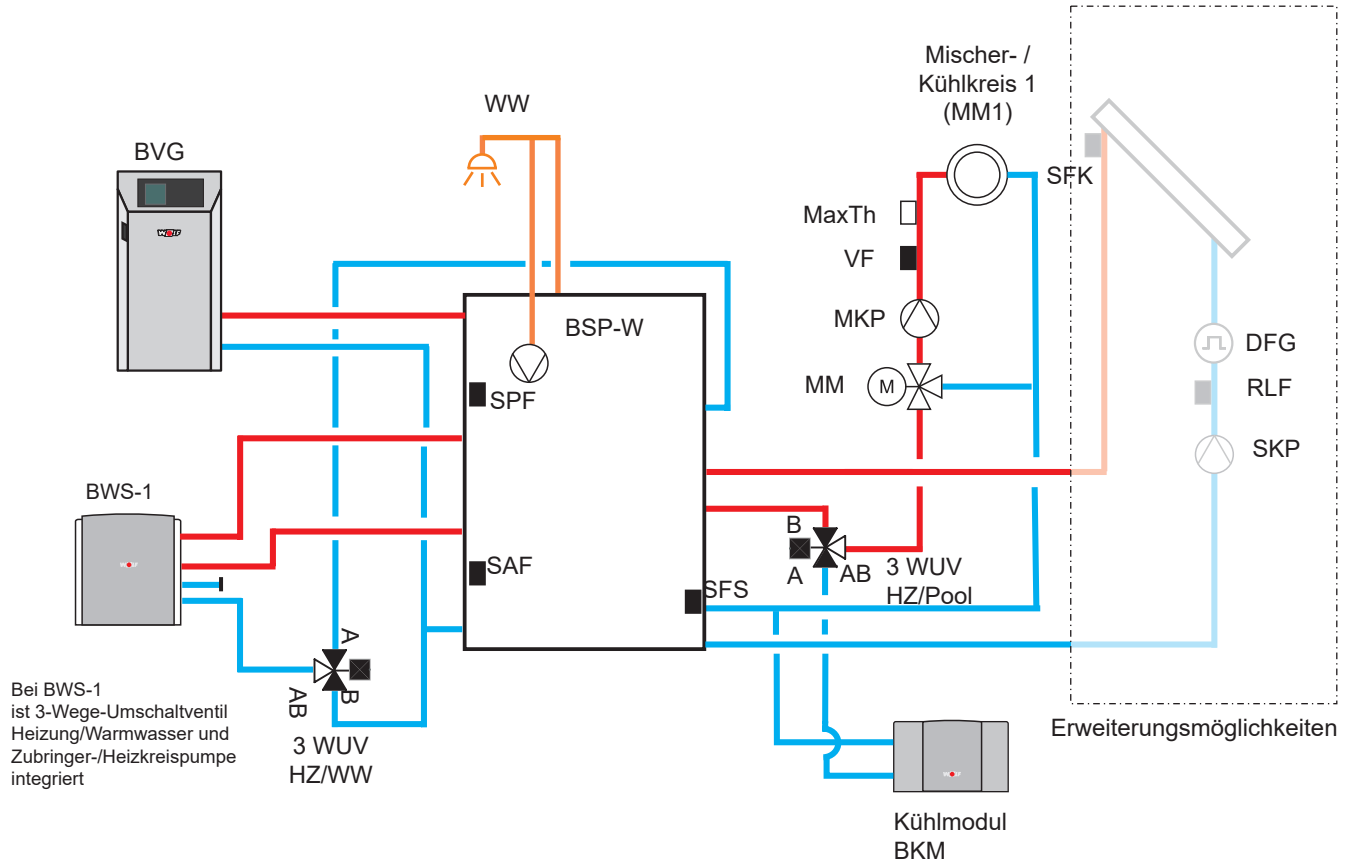 Mischer- /
Kühlkreis 1
(MM1)
WW
BVG
WOLF
SFK
MaxTh
VF
BSP-W
MKP
DFG
MM
M
RLF
SPF
SKP
BWS-1
B
A
AB
3 WUV
HZ/Pool
SAF
SFS
A
B
AB
Bei BWS-1
ist 3-Wege-Umschaltventil
Heizung/Warmwasser und
Zubringer-/Heizkreispumpe
integriert
3 WUV
HZ/WW
Erweiterungsmöglichkeiten
Kühlmodul
BKM